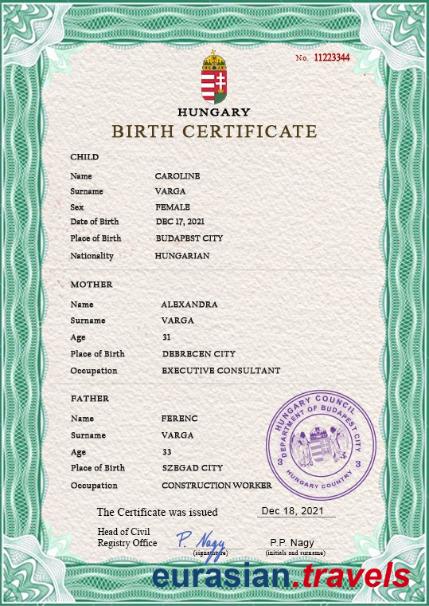 No. 11223344
HUNGARY
BIRTH CERTIFICATE
CHILD
Name CAROLINE
Surname VARGA
Sex FEMALE
Date of Birth DEC 17, 2021
Place of Birth BUDAPEST CITY
Nationality HUNGARIAN
MOTHER
Name ALEXANDRA
Surname VARGA
Age 31
Place of Birth DEBRECEN CITY
Occupation EXECUTIVE CONSULTANT
FATHER
Name FERENC
Surname VARGA
Age 33
Place of Birth SZEGAD CITY
Occupation CONSTRUCTION WORKER
HUNGARY COUNCIL
DEPARTMENT OF BUDAPEST CITY
3 3
HUNGARY COUNTRY
The Certificate was issued Dec 18, 2021
Head of Civil
Registry Office P. Nagy P.P. Nagy
(signature) (initials and surname)
eurasian.travels